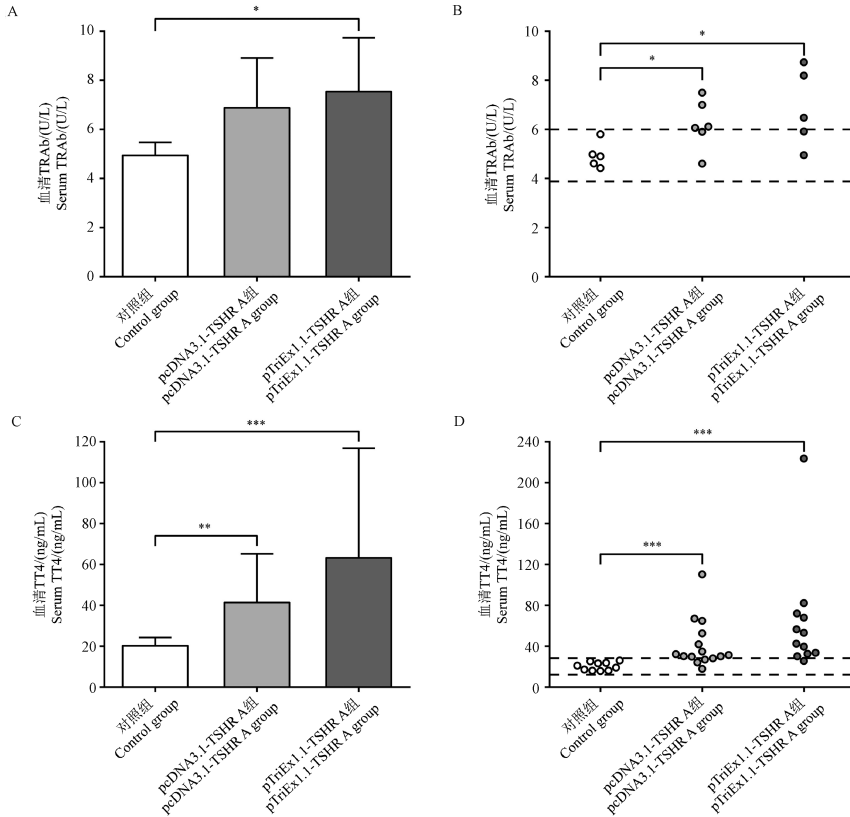 A
血清TRAb/(U/L)
Serum TRAb/(U/L)
10
8
6
4
2
0
*
对照组
Control group
pcDNA3.1-TSHR A组
pcDNA3.1-TSHR A group
pTriEx1.1-TSHR A组
pTriEx1.1-TSHR A group
B
血清TRAb/(U/L)
Serum TRAb/(U/L)
10
8
6
4
2
0
*
*
对照组
Control group
pcDNA3.1-TSHR A组
pcDNA3.1-TSHR A group
pTriEx1.1-TSHR A组
pTriEx1.1-TSHR A group
C
血清TT4/(ng/mL)
Serum TT4/(ng/mL)
120
100
80
60
40
20
0
***
**
对照组
Control group
pcDNA3.1-TSHR A组
pcDNA3.1-TSHR A group
pTriEx1.1-TSHR A组
pTriEx1.1-TSHR A group
D
血清TT4/(ng/mL)
Serum TT4/(ng/mL)
240
200
160
120
80
40
0
***
***
对照组
Control group
pcDNA3.1-TSHR A组
pcDNA3.1-TSHR A group
pTriEx1.1-TSHR A组
pTriEx1.1-TSHR A group